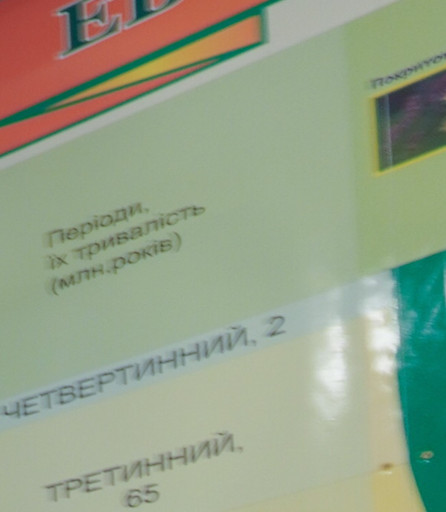 Періоди,
їх тривалість
(млн.років)
ЧЕТВЕРТИННИЙ, 2
ТРЕТИННИЙ,
65